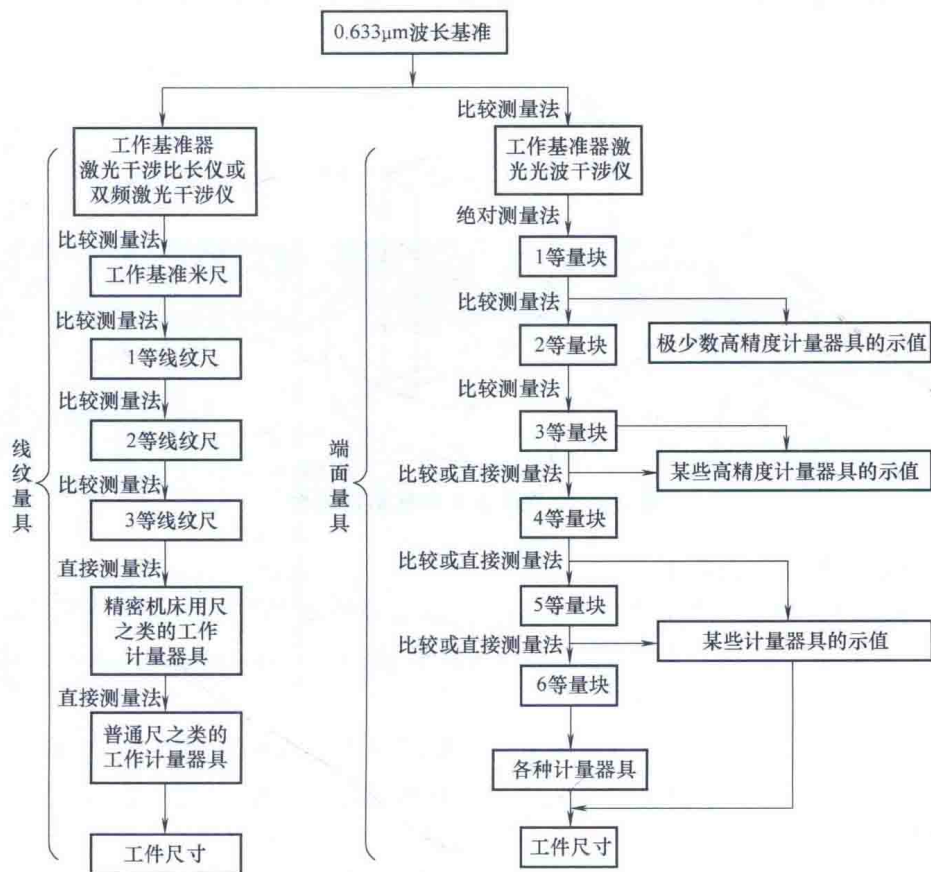 0.633μm波长基准
比较测量法
工作基准器
激光干涉比长仪或
双频激光干涉仪
工作基准器激
光光波干涉仪
比较测量法
绝对测量法
工作基准米尺
1等量块
比较测量法
比较测量法
1等线纹尺
2等量块
极少数高精度计量器具的示值
比较测量法
比较测量法
2等线纹尺
3等量块
线纹量具
端面量具
比较测量法
比较或直接测量法
某些高精度计量器具的示值
3等线纹尺
4等量块
直接测量法
比较或直接测量法
精密机床用尺
之类的工作
计量器具
5等量块
比较或直接测量法
某些计量器具的示值
直接测量法
6等量块
普通尺之类的
工作计量器具
各种计量器具
工件尺寸
工件尺寸